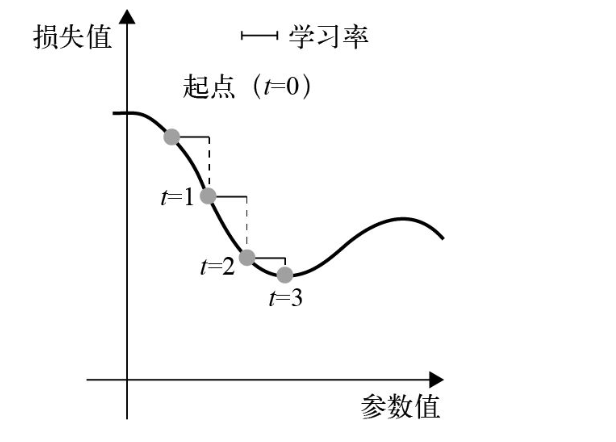 损失值
学习率
起点（t=0）
t=1
t=2
t=3
参数值